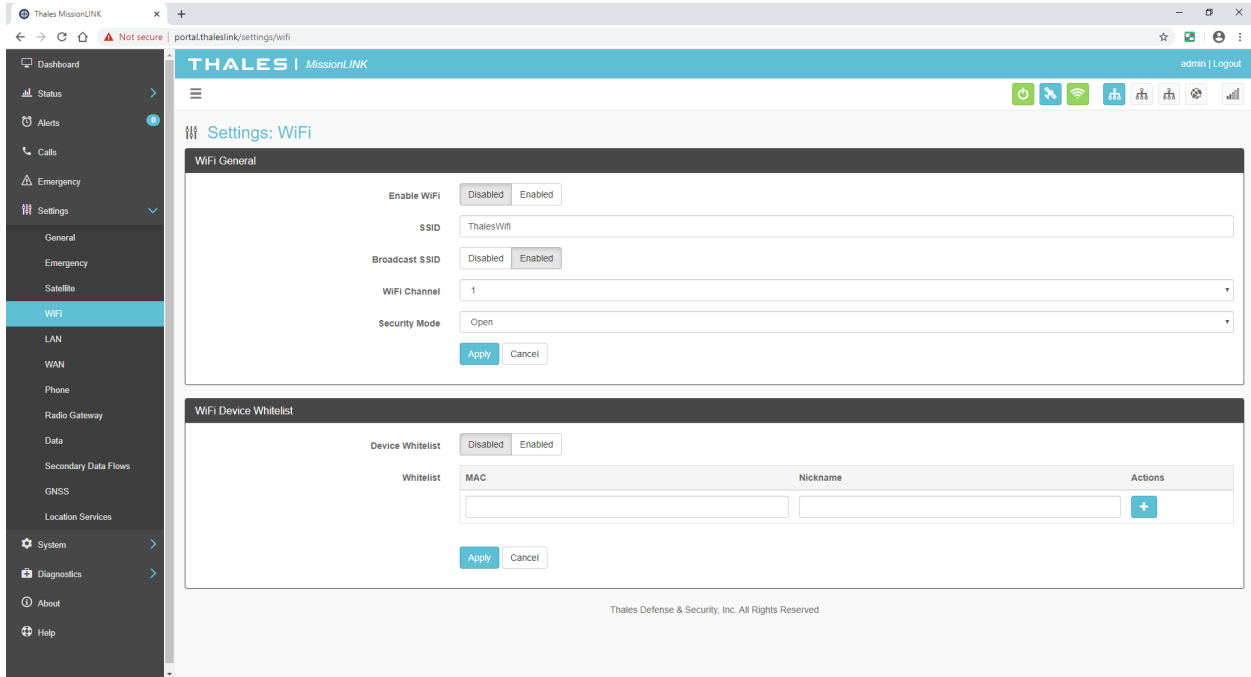 Thales MissionLINK
Not secure | portal.thaleslink/settings/wifi
Dashboard
Status
Alerts 0
Calls
Emergency
Settings
General
Emergency
Satellite
WiFi
LAN
WAN
Phone
Radio Gateway
Data
Secondary Data Flows
GNSS
Location Services
System
Diagnostics
About
Help
THALES | MissionLINK
admin | Logout
Settings: WiFi
WiFi General
Enable WiFi Disabled Enabled
SSID ThalesWifi
Broadcast SSID Disabled Enabled
WiFi Channel 1
Security Mode Open
Apply Cancel
WiFi Device Whitelist
Device Whitelist Disabled Enabled
Whitelist MAC Nickname Actions
Apply Cancel
Thales Defense & Security, Inc. All Rights Reserved